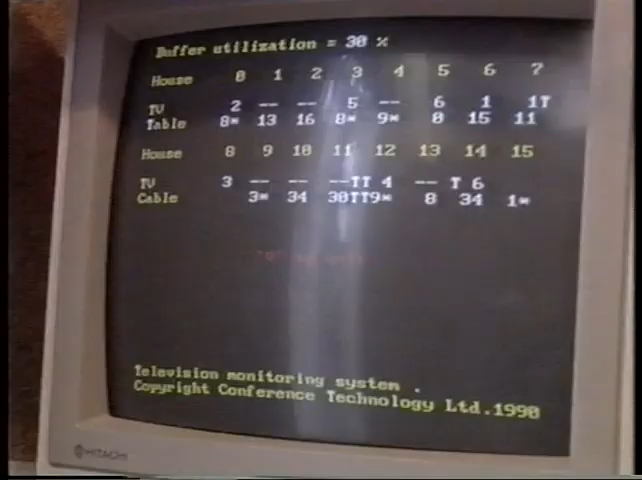 Buffer utilization = 30 %
House 0 1 2 3 4 5 6 7
TV 2 -- -- 5 -- 6 1 1T
Table 8* 13 16 8* 9* 0 15 11
House 8 9 10 11 12 13 14 15
TV 3 -- -- --TT 4 -- T 6
Cable 3* 34 30TT9* 8 34 1*
Television monitoring system .
Copyright Conference Technology Ltd.1990
HITACHI